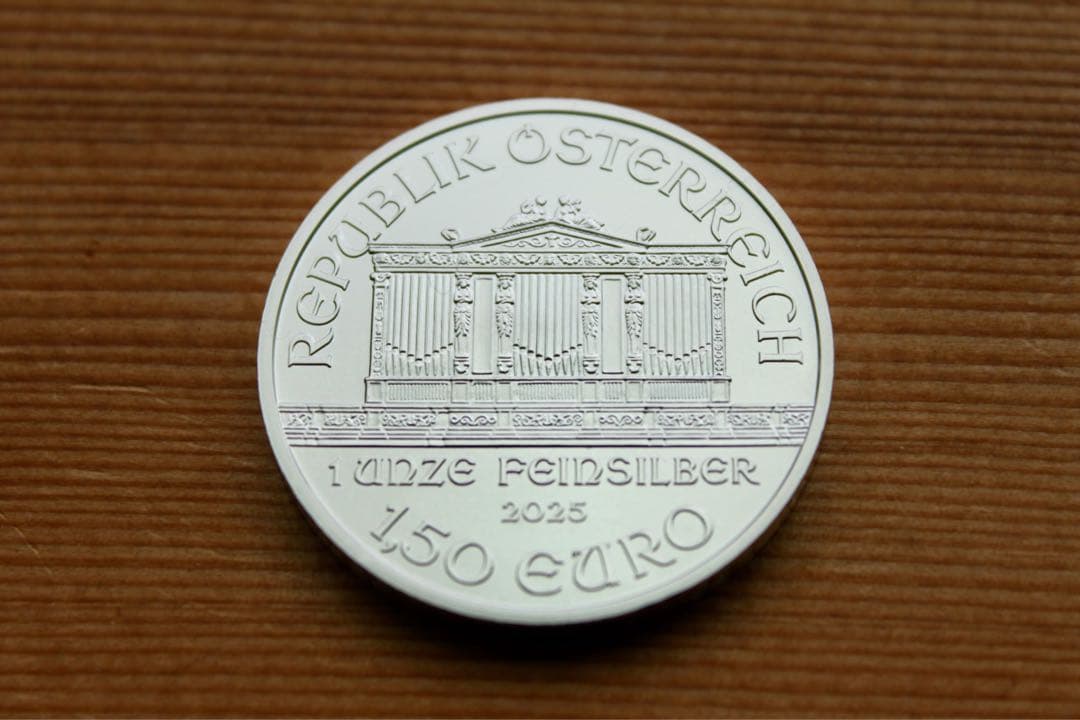 REPUBLIK ÖSTERREICH
1 UNZE FEINSILBER
2025
1,50 EURO